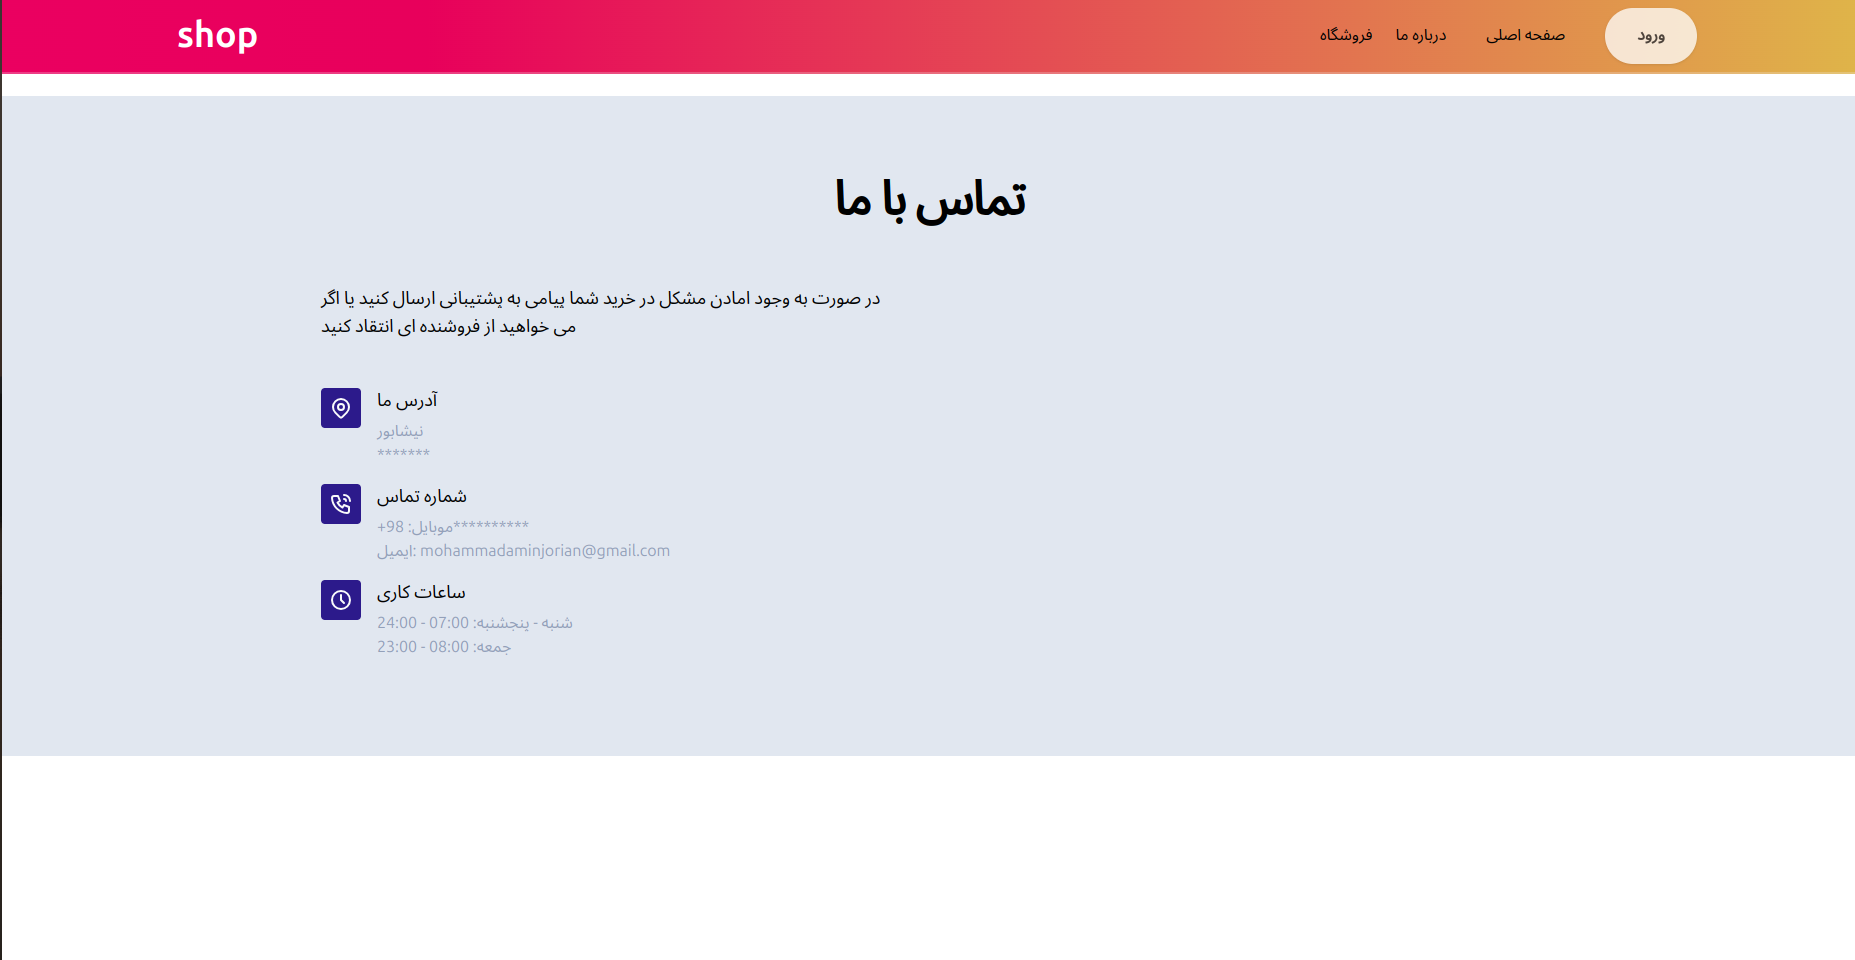 shop
ورود
صفحه اصلی
درباره ما
فروشگاه
تماس با ما
در صورت به وجود امادن مشکل در خرید شما پیامی به پشتیبانی ارسال کنید یا اگر
می خواهید از فروشنده ای انتقاد کنید
آدرس ما
نیشابور
*******
شماره تماس
موبایل: 98+**********
ایمیل: mohammadaminjorian@gmail.com
ساعات کاری
شنبه - پنجشنبه: 07:00 - 24:00
جمعه: 08:00 - 23:00